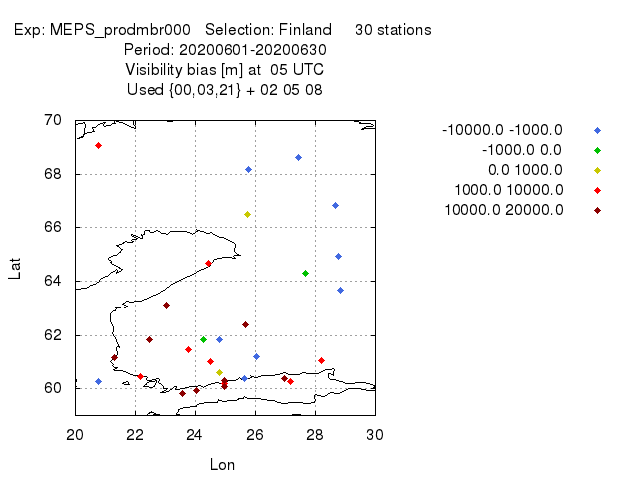 Exp: MEPS_prodmbr000 Selection: Finland 30 stations
Period: 20200601-20200630
Visibility bias [m] at 05 UTC
Used {00,03,21} + 02 05 08
-10000.0 -1000.0
-1000.0 0.0
0.0 1000.0
1000.0 10000.0
10000.0 20000.0
70
68
66
64
62
60
Lat
20 22 24 26 28 30
Lon